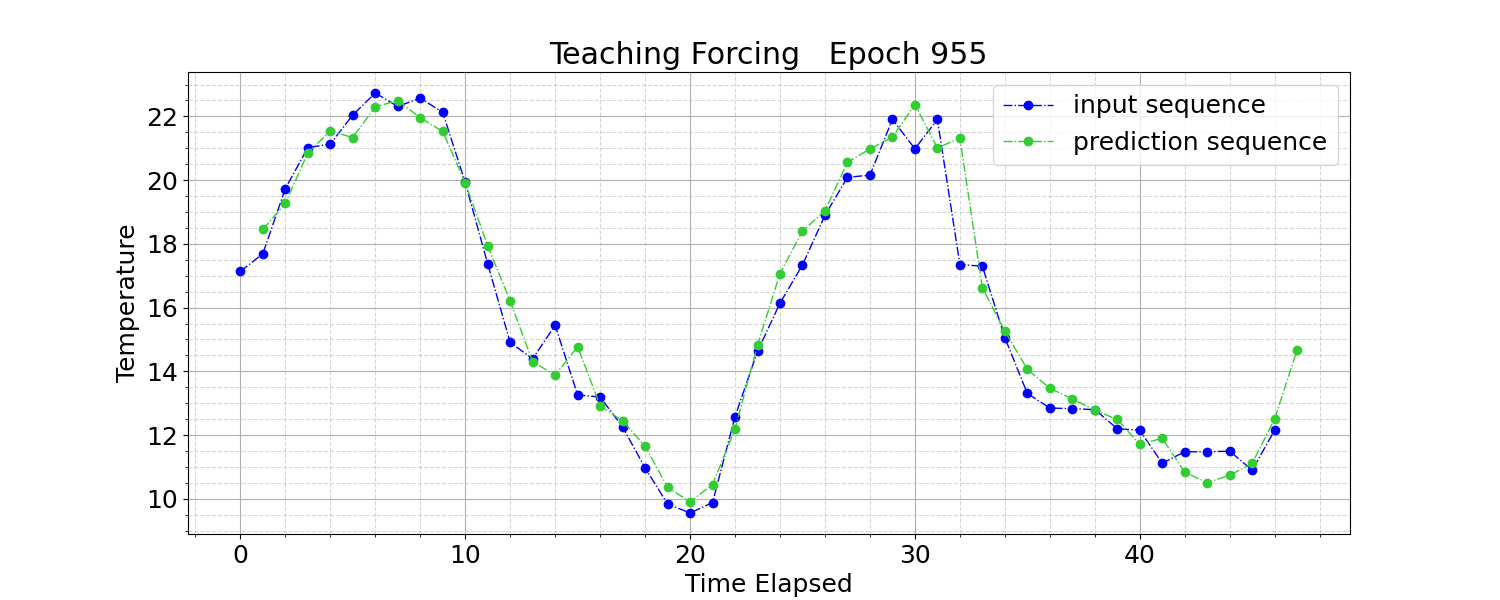 Teaching Forcing   Epoch 955
input sequence
prediction sequence
22
20
18
16
14
12
10
Temperature
0 10 20 30 40
Time Elapsed